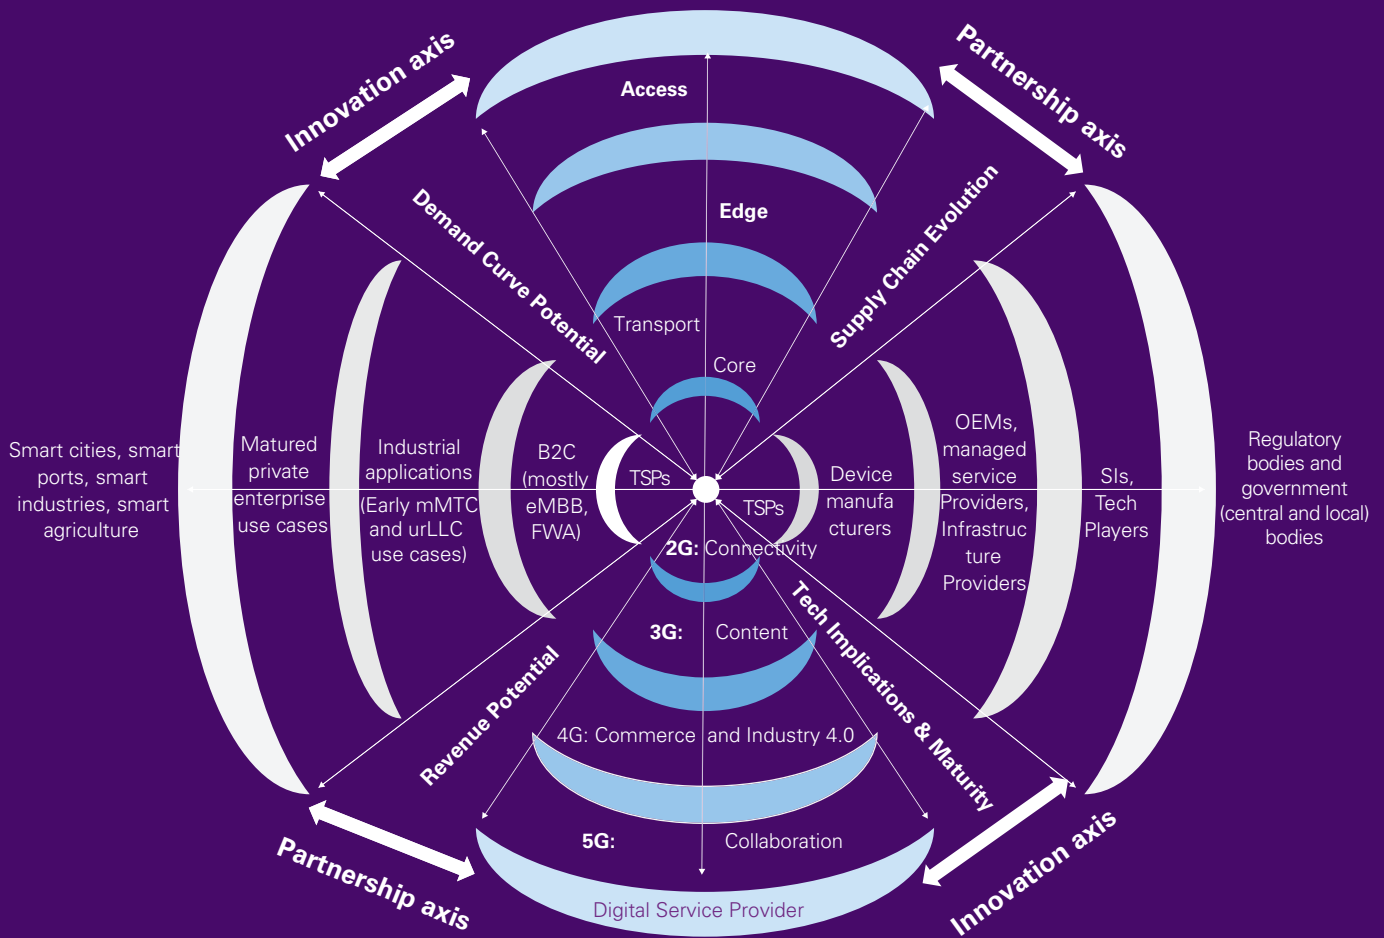 Innovation axis
Partnership axis
Access
Demand Curve Potential
Edge
Supply Chain Evolution
Transport
Core
Smart cities, smart
ports, smart
industries, smart
agriculture
Matured
private
enterprise
use cases
Industrial
applications
(Early mMTC
and urLLC
use cases)
B2C
(mostly
eMBB,
FWA)
TSPs
TSPs
Device
manufa
cturers
OEMs,
managed
service
Providers,
Infrastruc
ture
Providers
SIs,
Tech
Players
Regulatory
bodies and
government
(central and local)
bodies
2G: Connectivity
3G: Content
Revenue Potential
Tech Implications & Maturity
4G: Commerce and Industry 4.0
5G: Collaboration
Partnership axis
Innovation axis
Digital Service Provider